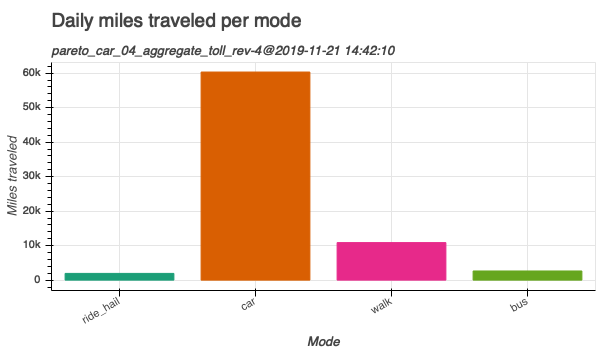 Daily miles traveled per mode
pareto_car_04_aggregate_toll_rev-4@2019-11-21 14:42:10
60k
50k
40k
30k
20k
10k
0
Miles traveled
ride_hail
car
walk
bus
Mode